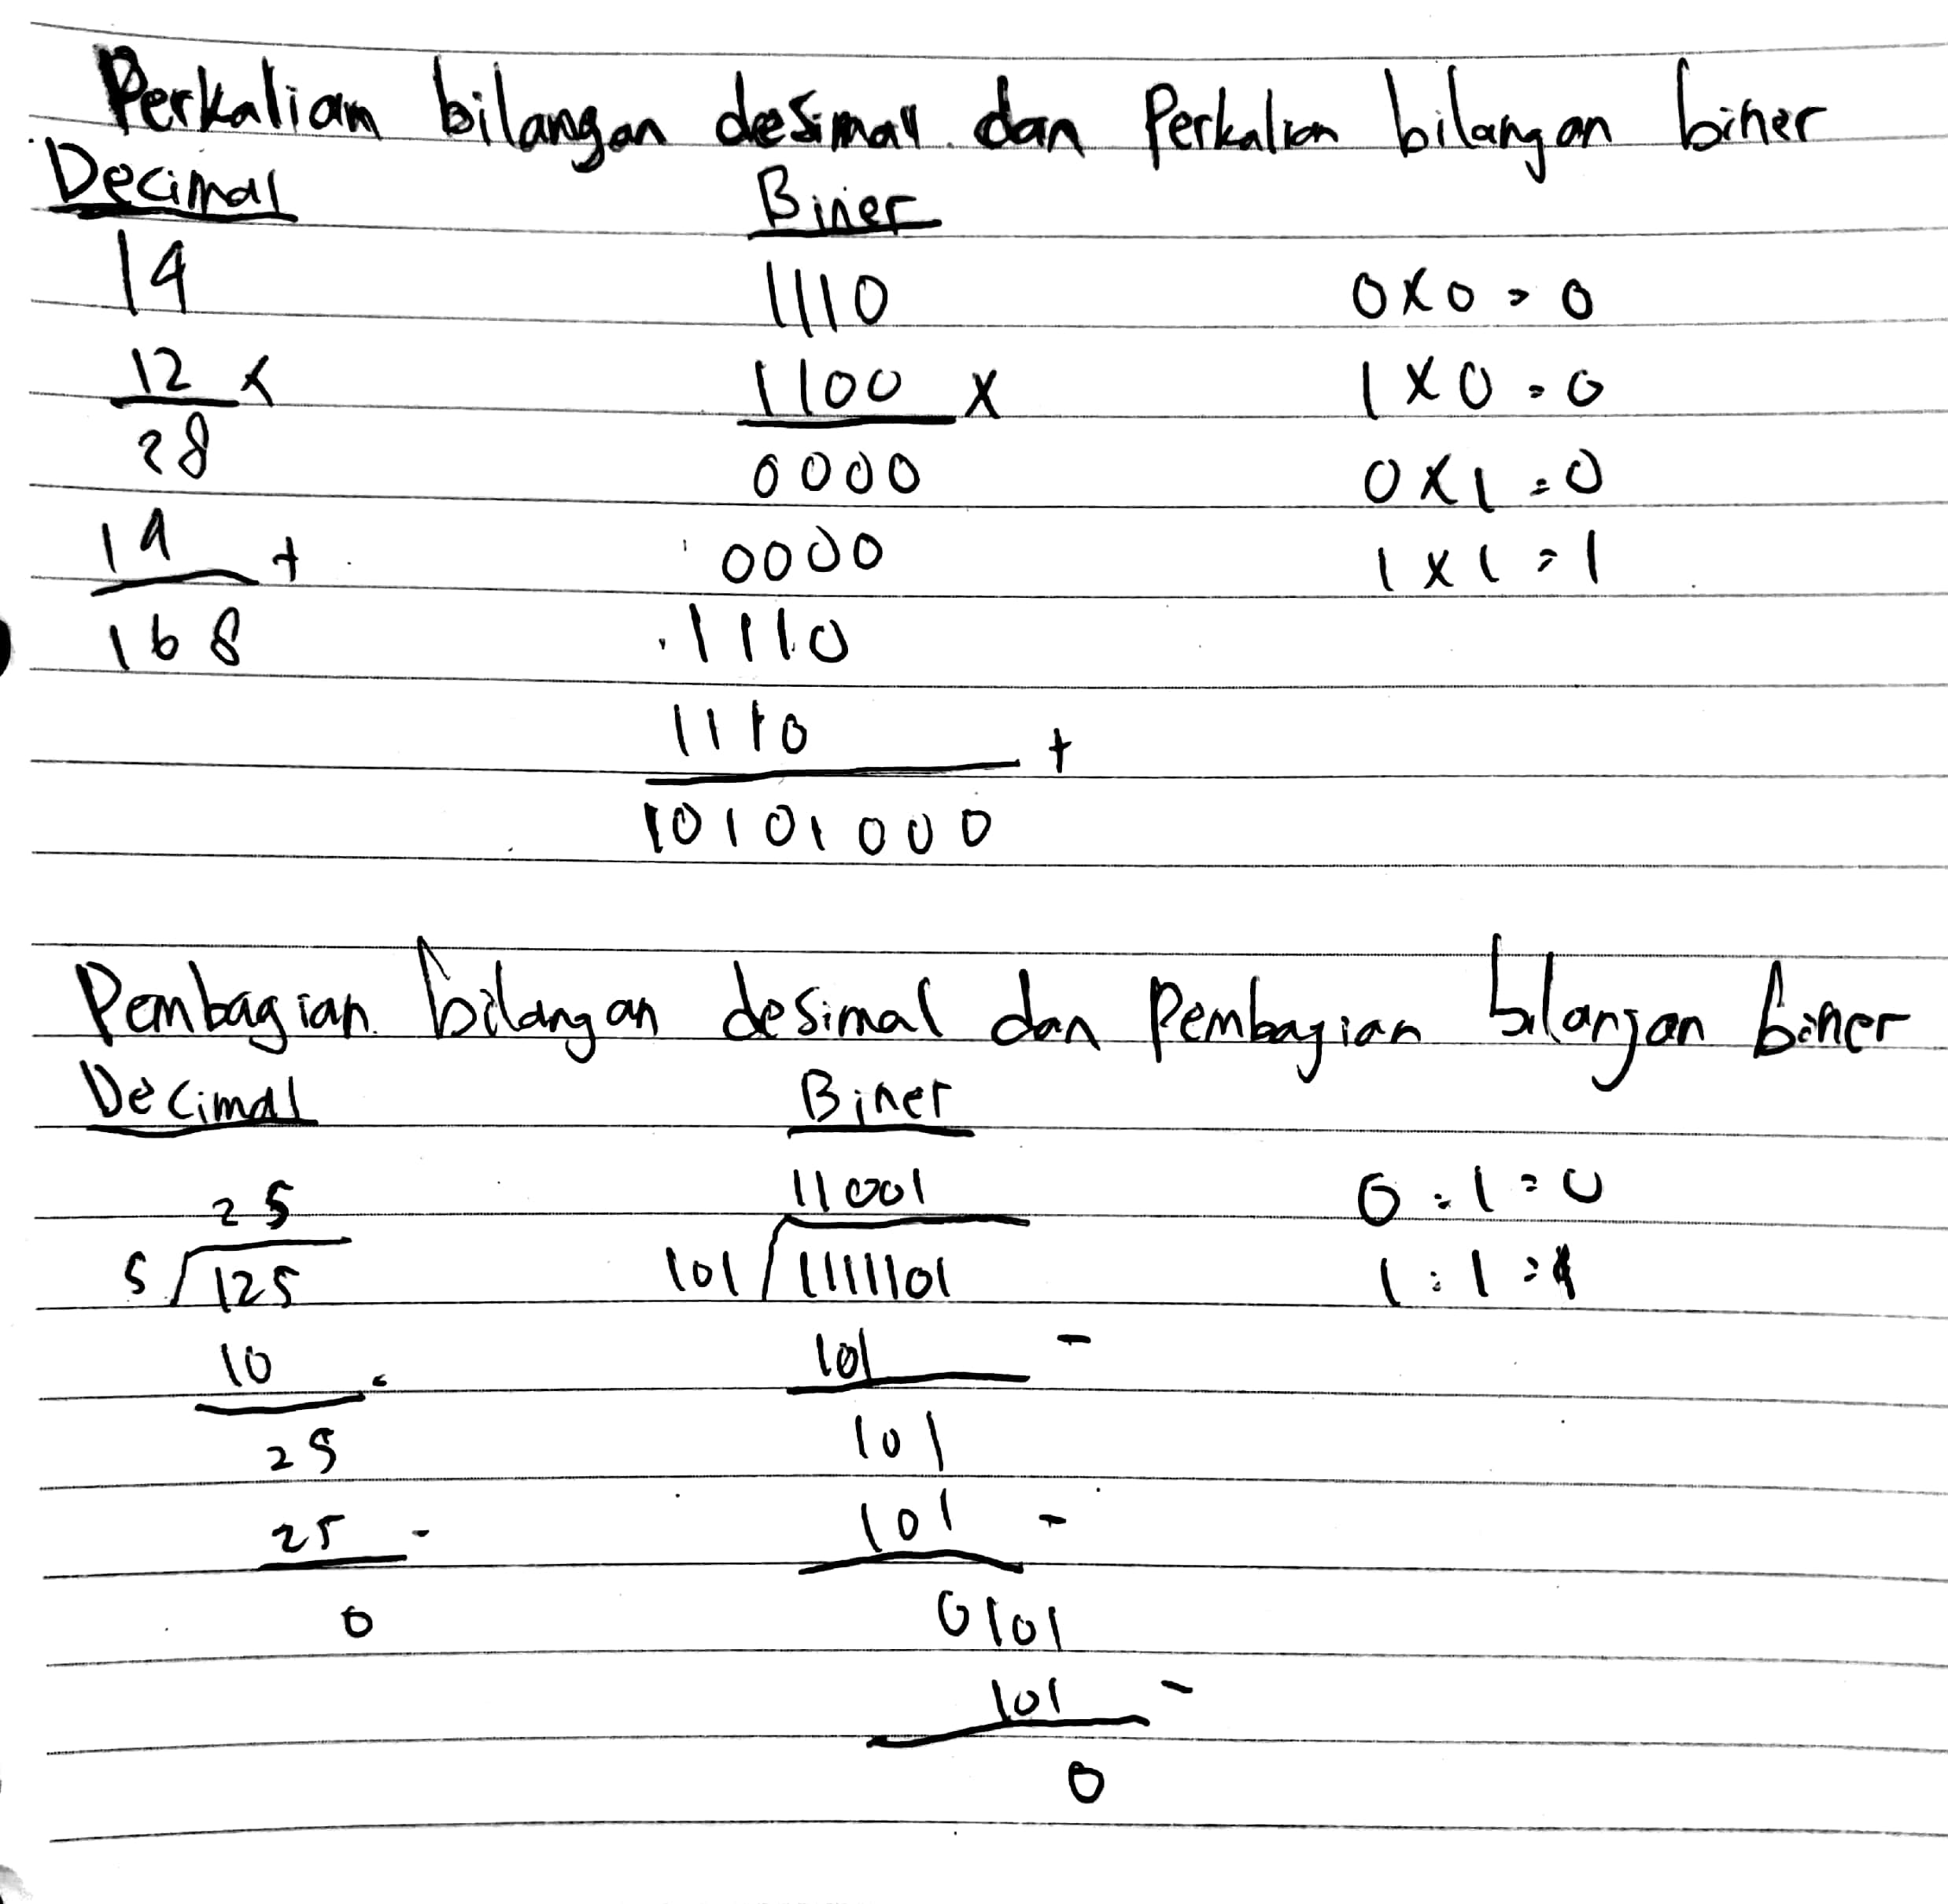 Perkalian bilangan desimal dan Perkalian bilangan biner
Decimal Biner
14 1110 0x0=0
12 x 1100 x 1x0=0
28 0000 0x1=0
14 + 0000 1x1=1
168 1110
1110 +
10101000
Pembagian bilangan desimal dan Pembagian bilangan biner
Decimal Biner
25 11001 0:1=0
5/125 101/1111101 1:1=1
10 - 101 -
25 101
25 - 101 -
0 0101
101 -
0